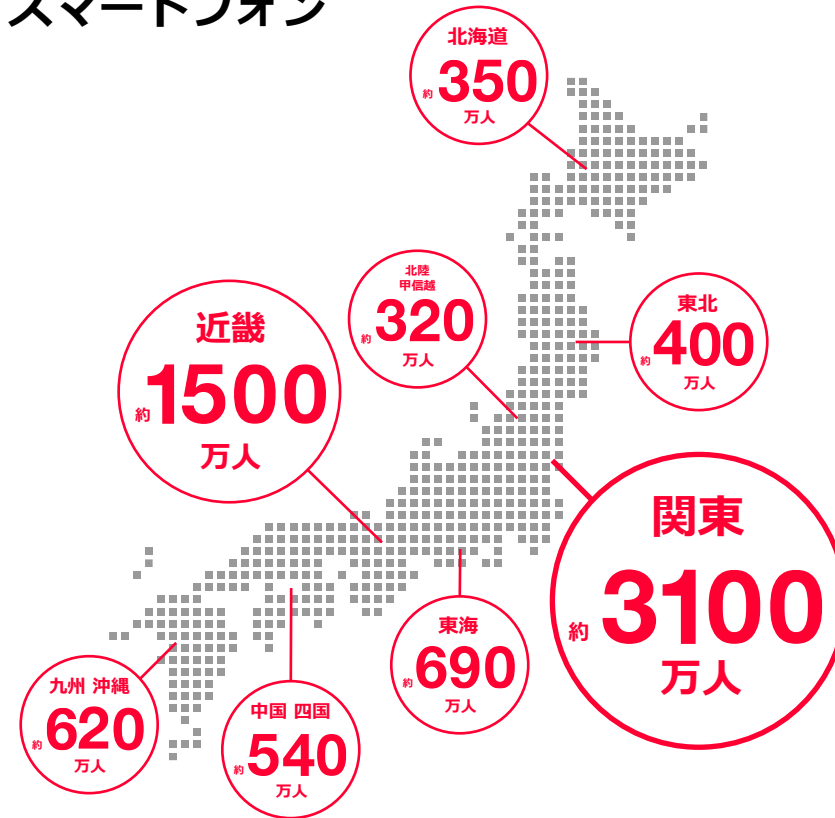 スマートフォン
北海道
約350
万人
北陸
甲信越
約320
万人
東北
約400
万人
近畿
約1500
万人
関東
約3100
万人
東海
約690
万人
九州 沖縄
約620
万人
中国 四国
約540
万人